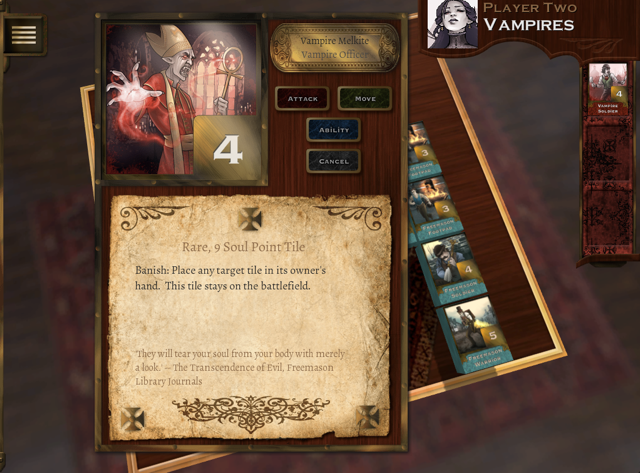 PLAYER TWO
VAMPIRES
Vampire Melkite
Vampire Officer
4
ATTACK
MOVE
ABILITY
CANCEL
4
VAMPIRE
SOLDIER
3
3
4
FREEMASON
SOLDIER
5
FREEMASON
WARRIOR
Rare, 9 Soul Point Tile
Banish: Place any target tile in its owner's
hand. This tile stays on the battlefield.
'They will tear your soul from your body with merely
a look.' – The Transcendence of Evil, Freemason
Library Journals